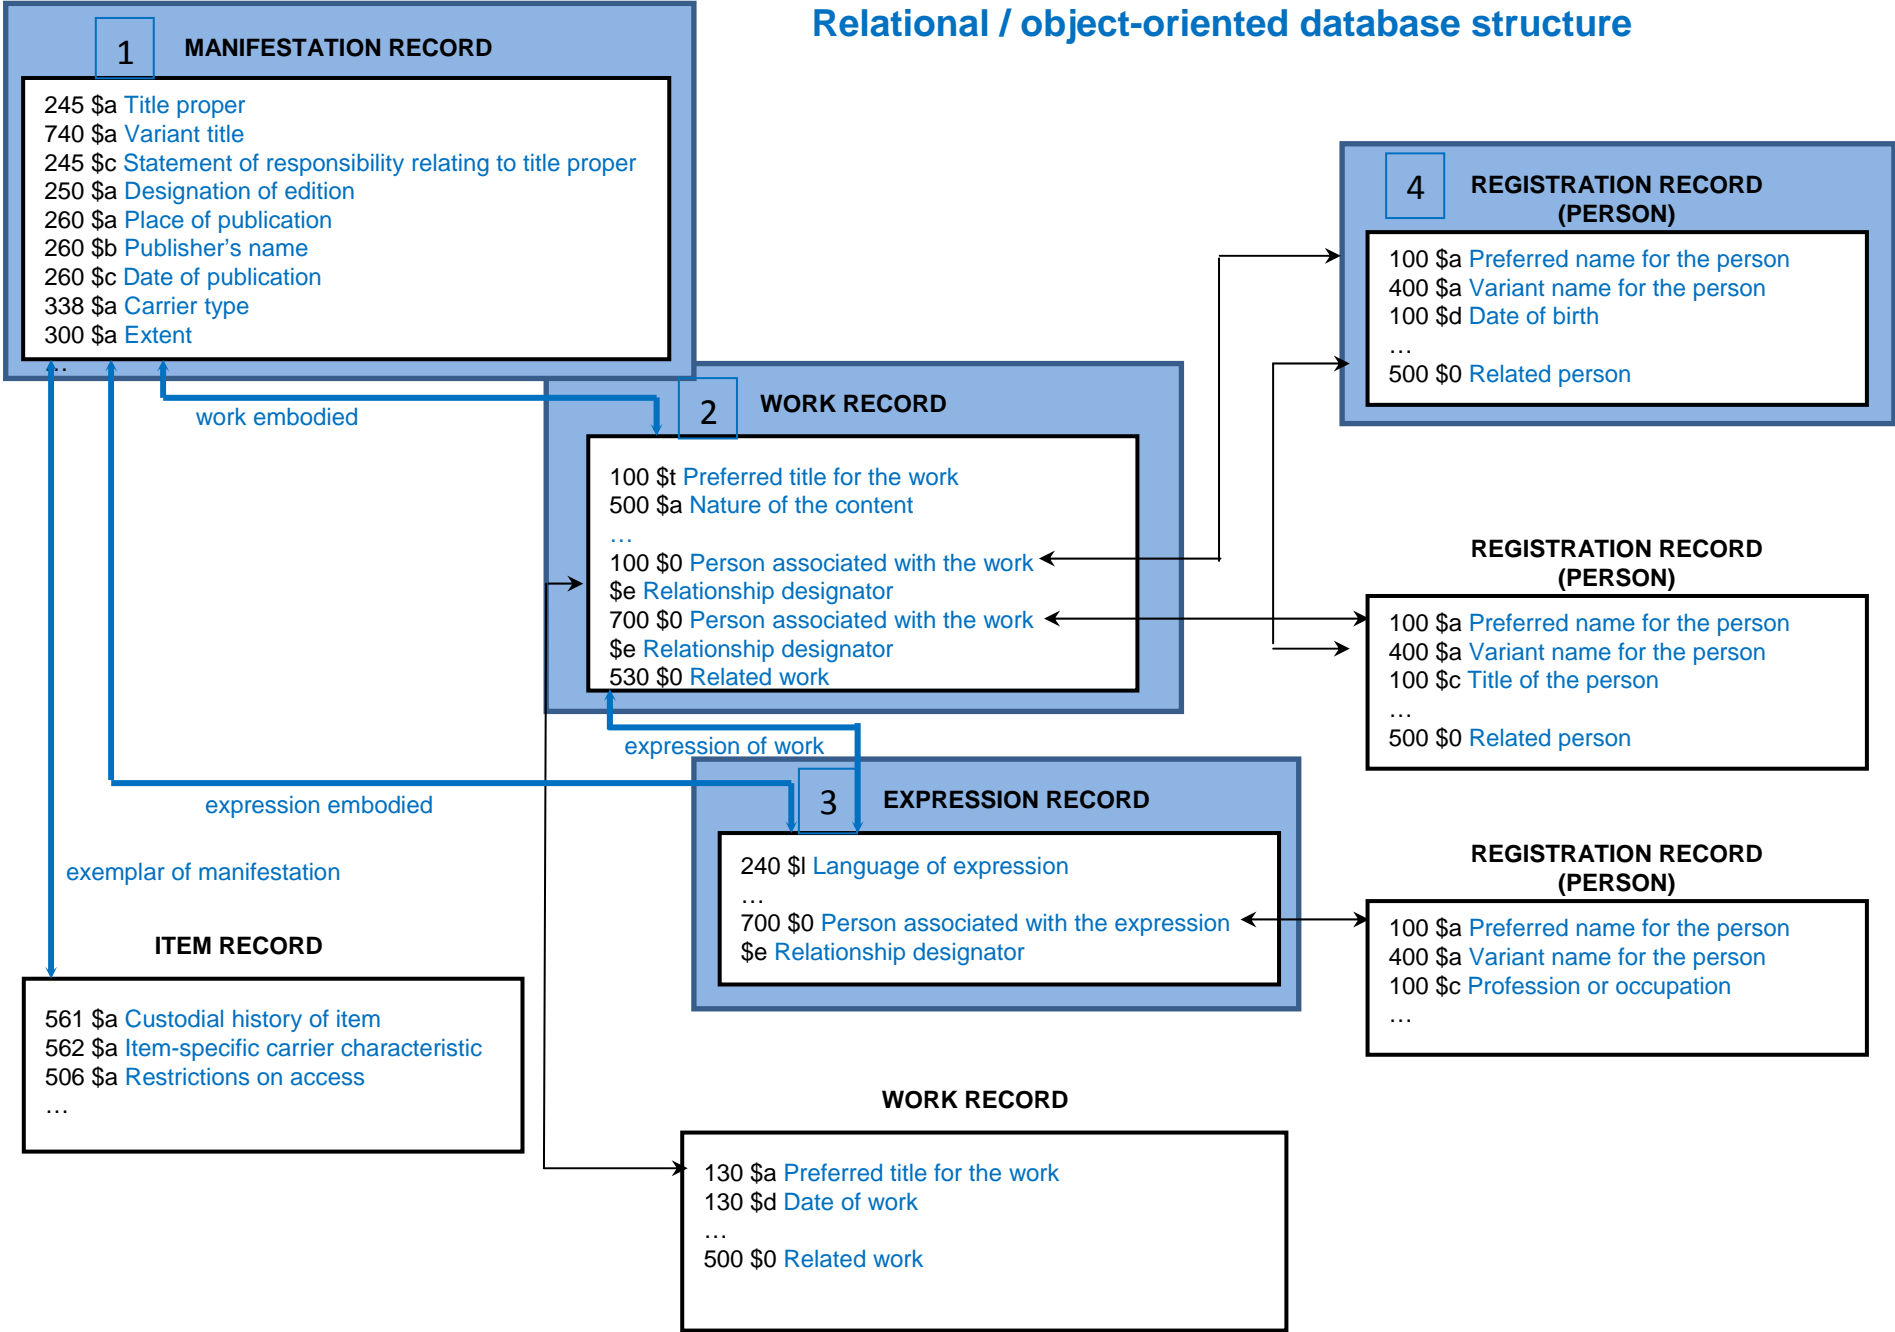 Relational / object-oriented database structure
1
MANIFESTATION RECORD
245 $a Title proper
740 $a Variant title
245 $c Statement of responsibility relating to title proper
250 $a Designation of edition
260 $a Place of publication
260 $b Publisher's name
260 $c Date of publication
338 $a Carrier type
300 $a Extent
…
work embodied
2
WORK RECORD
100 $t Preferred title for the work
500 $a Nature of the content
…
100 $0 Person associated with the work
$e Relationship designator
700 $0 Person associated with the work
$e Relationship designator
530 $0 Related work
expression of work
expression embodied
3
EXPRESSION RECORD
240 $l Language of expression
…
700 $0 Person associated with the expression
$e Relationship designator
exemplar of manifestation
ITEM RECORD
561 $a Custodial history of item
562 $a Item-specific carrier characteristic
506 $a Restrictions on access
…
WORK RECORD
130 $a Preferred title for the work
130 $d Date of work
…
500 $0 Related work
4
REGISTRATION RECORD
(PERSON)
100 $a Preferred name for the person
400 $a Variant name for the person
100 $d Date of birth
…
500 $0 Related person
REGISTRATION RECORD
(PERSON)
100 $a Preferred name for the person
400 $a Variant name for the person
100 $c Title of the person
…
500 $0 Related person
REGISTRATION RECORD
(PERSON)
100 $a Preferred name for the person
400 $a Variant name for the person
100 $c Profession or occupation
…